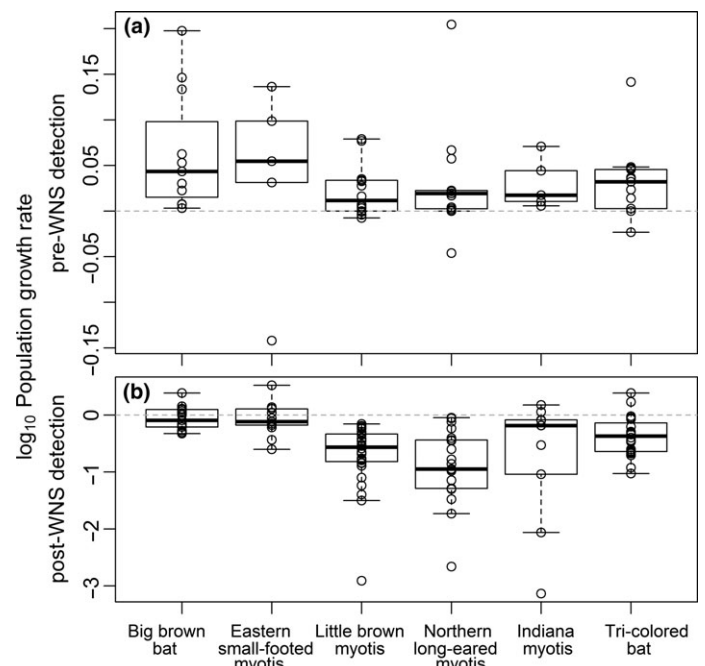 (a)
log₁₀ Population growth rate
pre-WNS detection
0.15
0.05
−0.05
−0.15
(b)
post-WNS detection
0
−1
−2
−3
Big brown
bat
Eastern
small-footed
myotis
Little brown
myotis
Northern
long-eared
myotis
Indiana
myotis
Tri-colored
bat